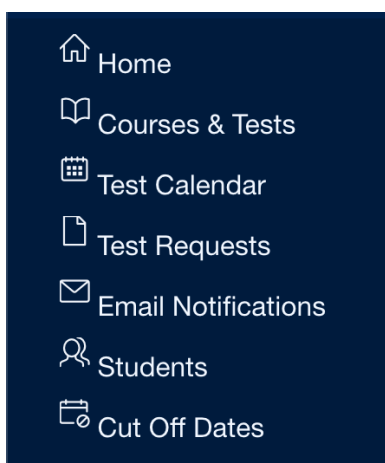 Home
Courses & Tests
Test Calendar
Test Requests
Email Notifications
Students
Cut Off Dates